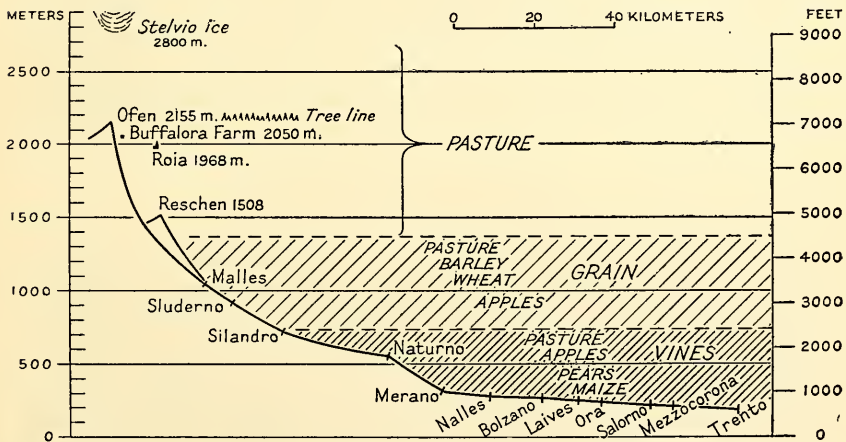 METERS
FEET
Stelvio ice
2800 m.
0 20 40 KILOMETERS
9000
2500
8000
Ofen 2155 m. Tree line
7000
Buffalora Farm 2050 m.
2000
PASTURE
Roia 1968 m.
6000
Reschen 1508
1500
5000
PASTURE
BARLEY
WHEAT
GRAIN
4000
Malles
1000
APPLES
Sluderno
3000
Silandro
Naturno
PASTURE
APPLES
VINES
2000
500
PEARS
MAIZE
Merano
1000
Nalles
Bolzano
Laives
Ora
Salorno
Mezzocorona
Trento
0
0